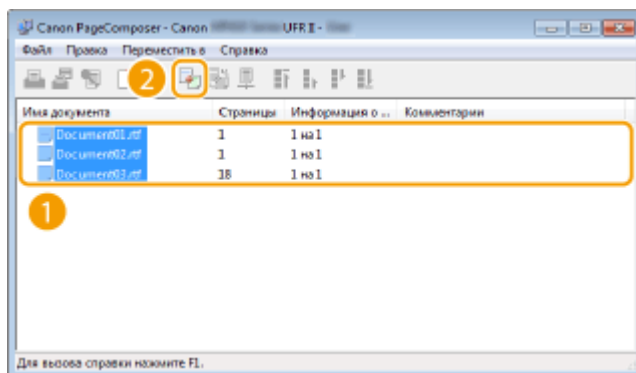 Canon PageComposer - Canon UFR II -
Файл Правка Переместить в Справка
2
Имя документа Страницы Информация о ... Комментарии
Document01.rtf 1 1 на 1
Document02.rtf 1 1 на 1
Document03.rtf 18 1 на 1
1
Для вызова справки нажмите F1.